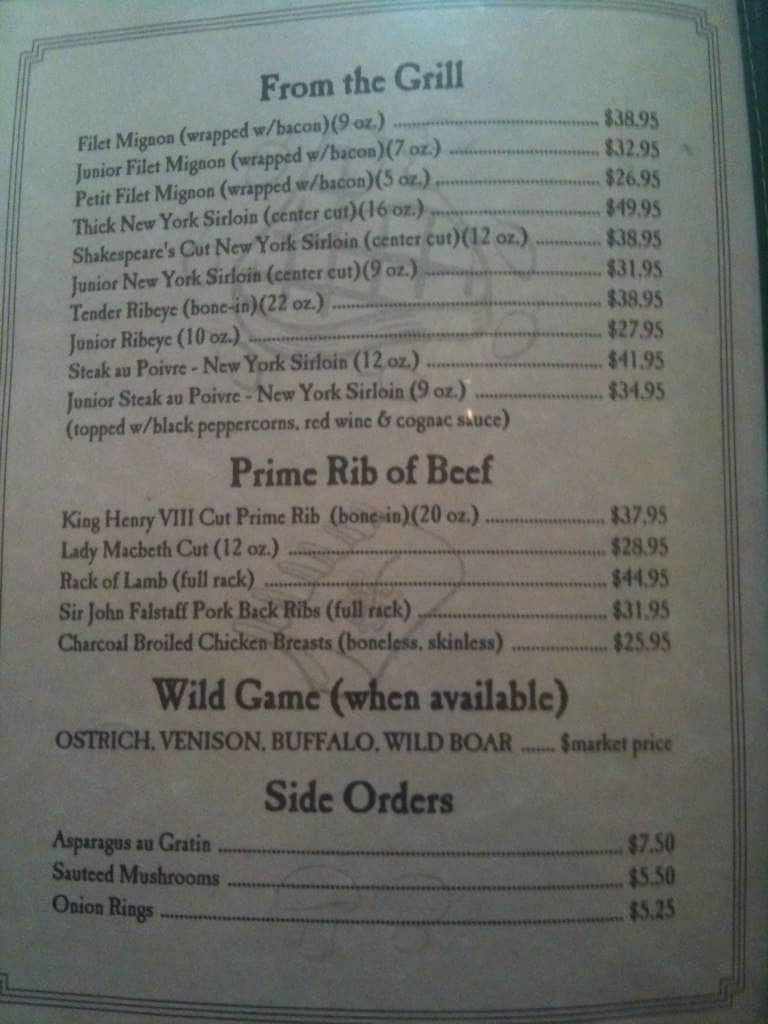 From the Grill
Filet Mignon (wrapped w/bacon)(9 oz.) ........ $38.95
Junior Filet Mignon (wrapped w/bacon)(7 oz.) ........ $32.95
Petit Filet Mignon (wrapped w/bacon)(5 oz.) ........ $26.95
Thick New York Sirloin (center cut)(16 oz.) ........ $49.95
Shakespeare's Cut New York Sirloin (center cut)(12 oz.) ........ $38.95
Junior New York Sirloin (center cut)(9 oz.) ........ $31.95
Tender Ribeye (bone-in)(22 oz.) ........ $38.95
Junior Ribeye (10 oz.) ........ $27.95
Steak au Poivre - New York Sirloin (12 oz.) ........ $41.95
Junior Steak au Poivre - New York Sirloin (9 oz.) ........ $34.95
(topped w/black peppercorns, red wine & cognac sauce)
Prime Rib of Beef
King Henry VIII Cut Prime Rib (bone-in)(20 oz.) ........ $37.95
Lady Macbeth Cut (12 oz.) ........ $28.95
Rack of Lamb (full rack) ........ $44.95
Sir John Falstaff Pork Back Ribs (full rack) ........ $31.95
Charcoal Broiled Chicken Breasts (boneless, skinless) ........ $25.95
Wild Game (when available)
OSTRICH, VENISON, BUFFALO, WILD BOAR ....... $market price
Side Orders
Asparagus au Gratin ........ $7.50
Sauteed Mushrooms ........ $5.50
Onion Rings ........ $5.25